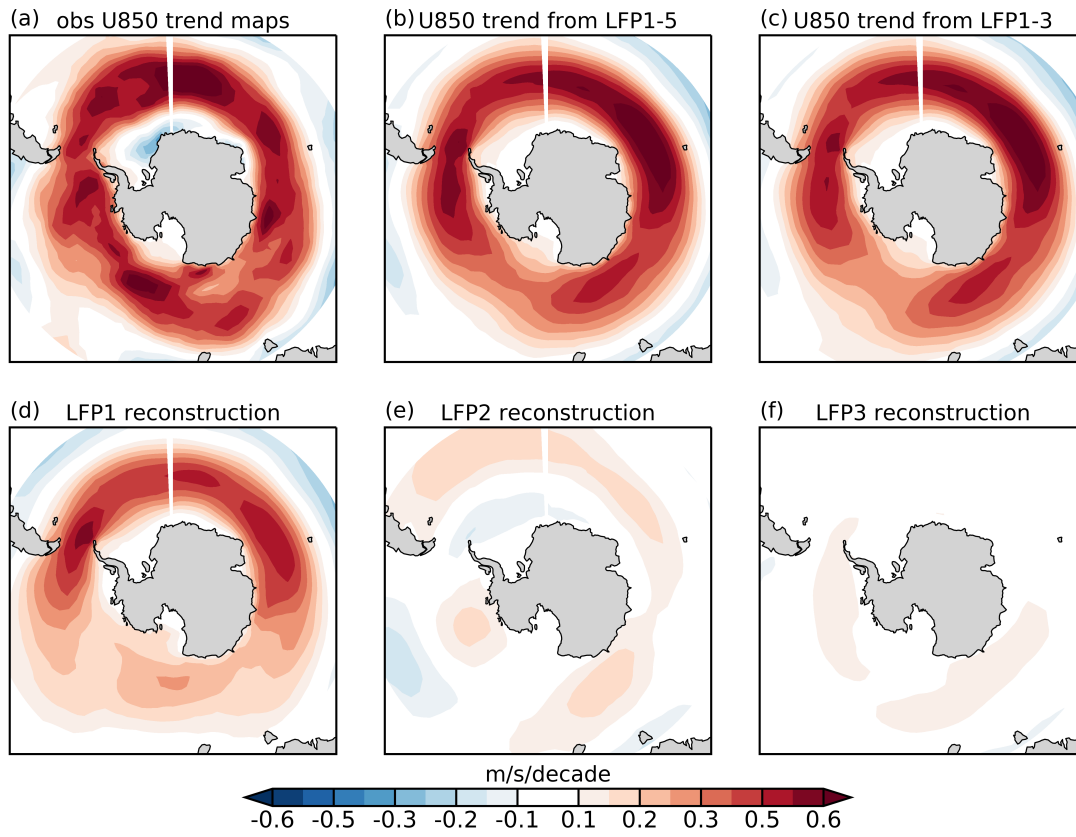 (a) obs U850 trend maps
(b) U850 trend from LFP1-5
(c) U850 trend from LFP1-3
(d) LFP1 reconstruction
(e) LFP2 reconstruction
(f) LFP3 reconstruction
m/s/decade
-0.6 -0.5 -0.3 -0.2 -0.1 0.1 0.2 0.3 0.5 0.6